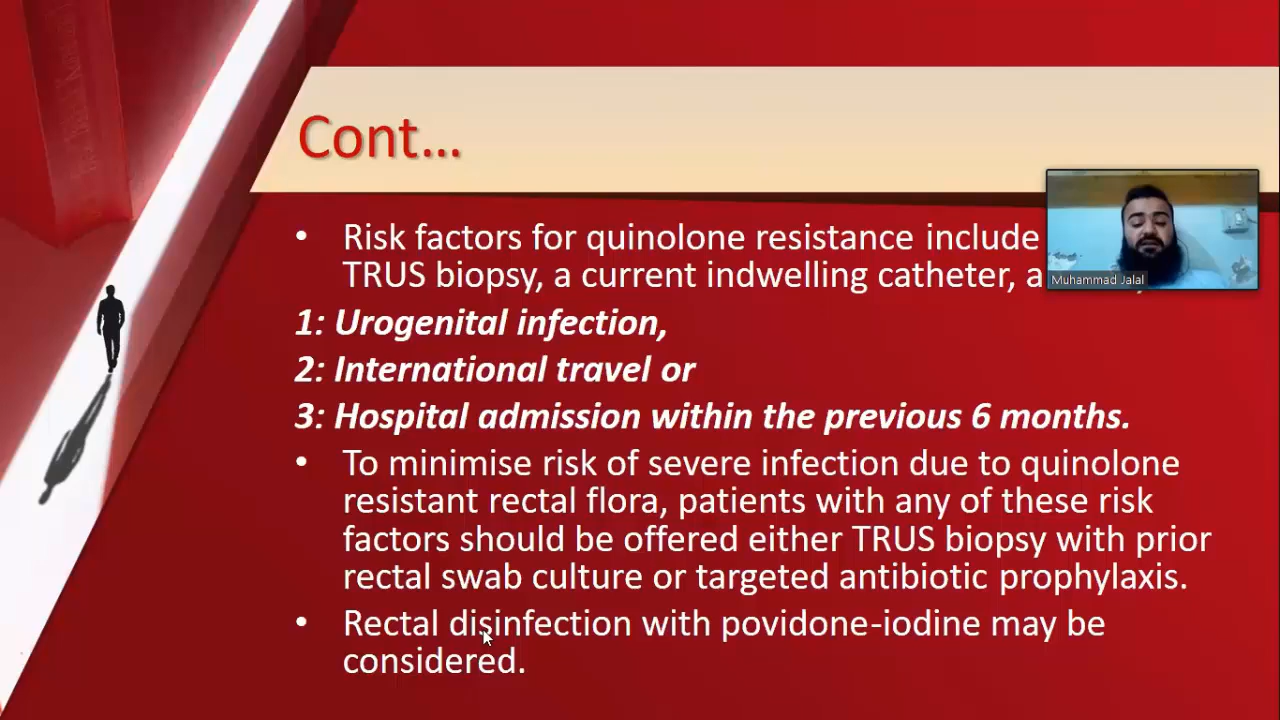 Cont...
• Risk factors for quinolone resistance include
TRUS biopsy, a current indwelling catheter,
Muhammad Jalal
1: Urogenital infection,
2: International travel or
3: Hospital admission within the previous 6 months.
• To minimise risk of severe infection due to quinolone
resistant rectal flora, patients with any of these risk
factors should be offered either TRUS biopsy with prior
rectal swab culture or targeted antibiotic prophylaxis.
• Rectal disinfection with povidone-iodine may be
considered.